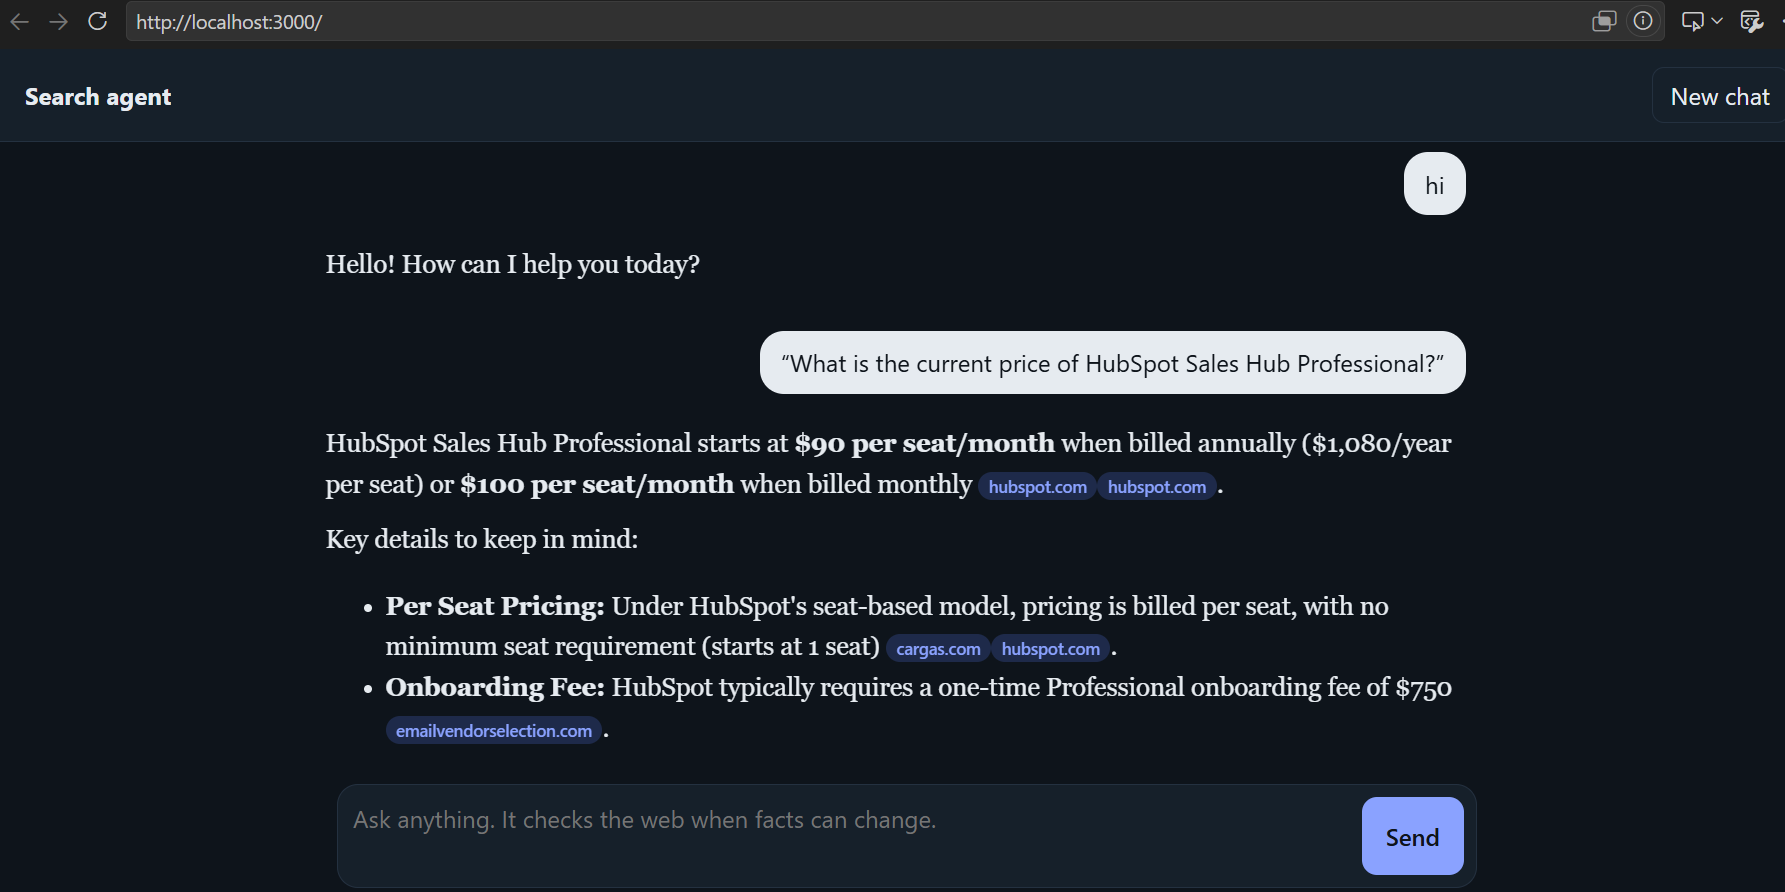 http://localhost:3000/
Search agent
New chat
hi
Hello! How can I help you today?
“What is the current price of HubSpot Sales Hub Professional?”
HubSpot Sales Hub Professional starts at $90 per seat/month when billed annually ($1,080/year
per seat) or $100 per seat/month when billed monthly hubspot.com hubspot.com .
Key details to keep in mind:
• Per Seat Pricing: Under HubSpot's seat-based model, pricing is billed per seat, with no
minimum seat requirement (starts at 1 seat) cargas.com hubspot.com .
• Onboarding Fee: HubSpot typically requires a one-time Professional onboarding fee of $750
emailvendorselection.com .
Ask anything. It checks the web when facts can change.
Send